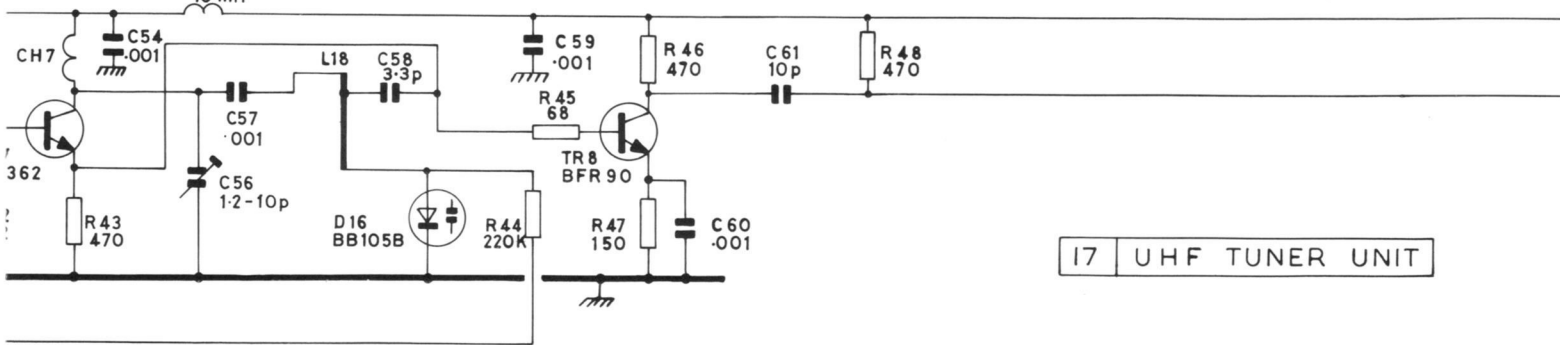 CH7
C54
·001
L18
C58
3·3p
C57
·001
362
C56
1·2-10p
R43
470
D16
BB105B
R44
220K
C59
·001
R46
470
R45
68
TR8
BFR90
R47
150
C60
·001
C61
10p
R48
470
17 UHF TUNER UNIT